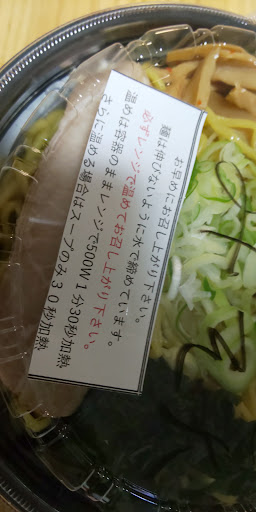 お早めにお召し上がり下さい。
麺は伸びないように水で締めています。
必ずレンジで温めてお召し上がり下さい。
温めは容器のままレンジで500W1分30秒加熱
さらに温める場合はスープのみ30秒加熱